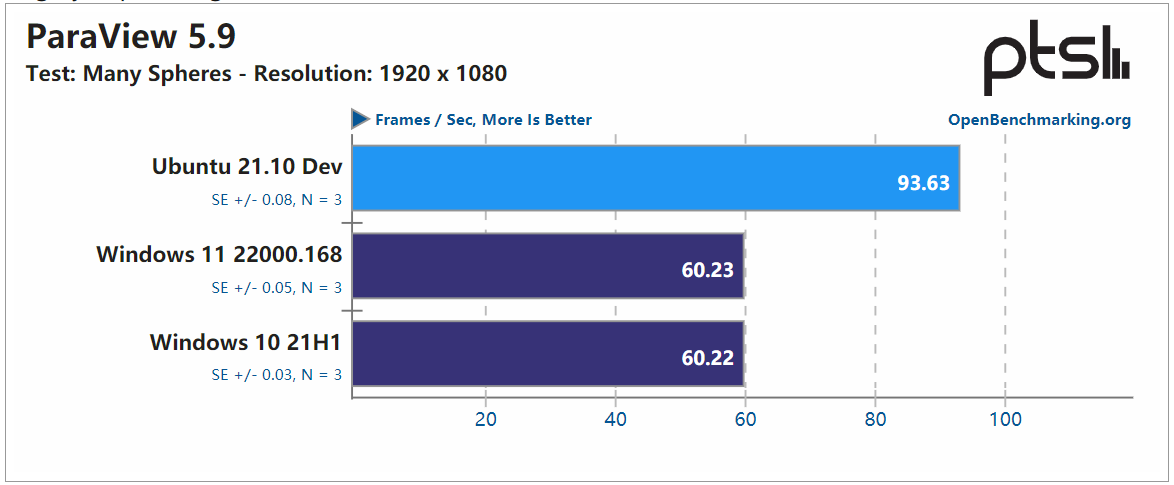 ParaView 5.9
Test: Many Spheres - Resolution: 1920 x 1080
ptsl
Frames / Sec, More Is Better
OpenBenchmarking.org
Ubuntu 21.10 Dev
SE +/- 0.08, N = 3
93.63
Windows 11 22000.168
SE +/- 0.05, N = 3
60.23
Windows 10 21H1
SE +/- 0.03, N = 3
60.22
20 40 60 80 100